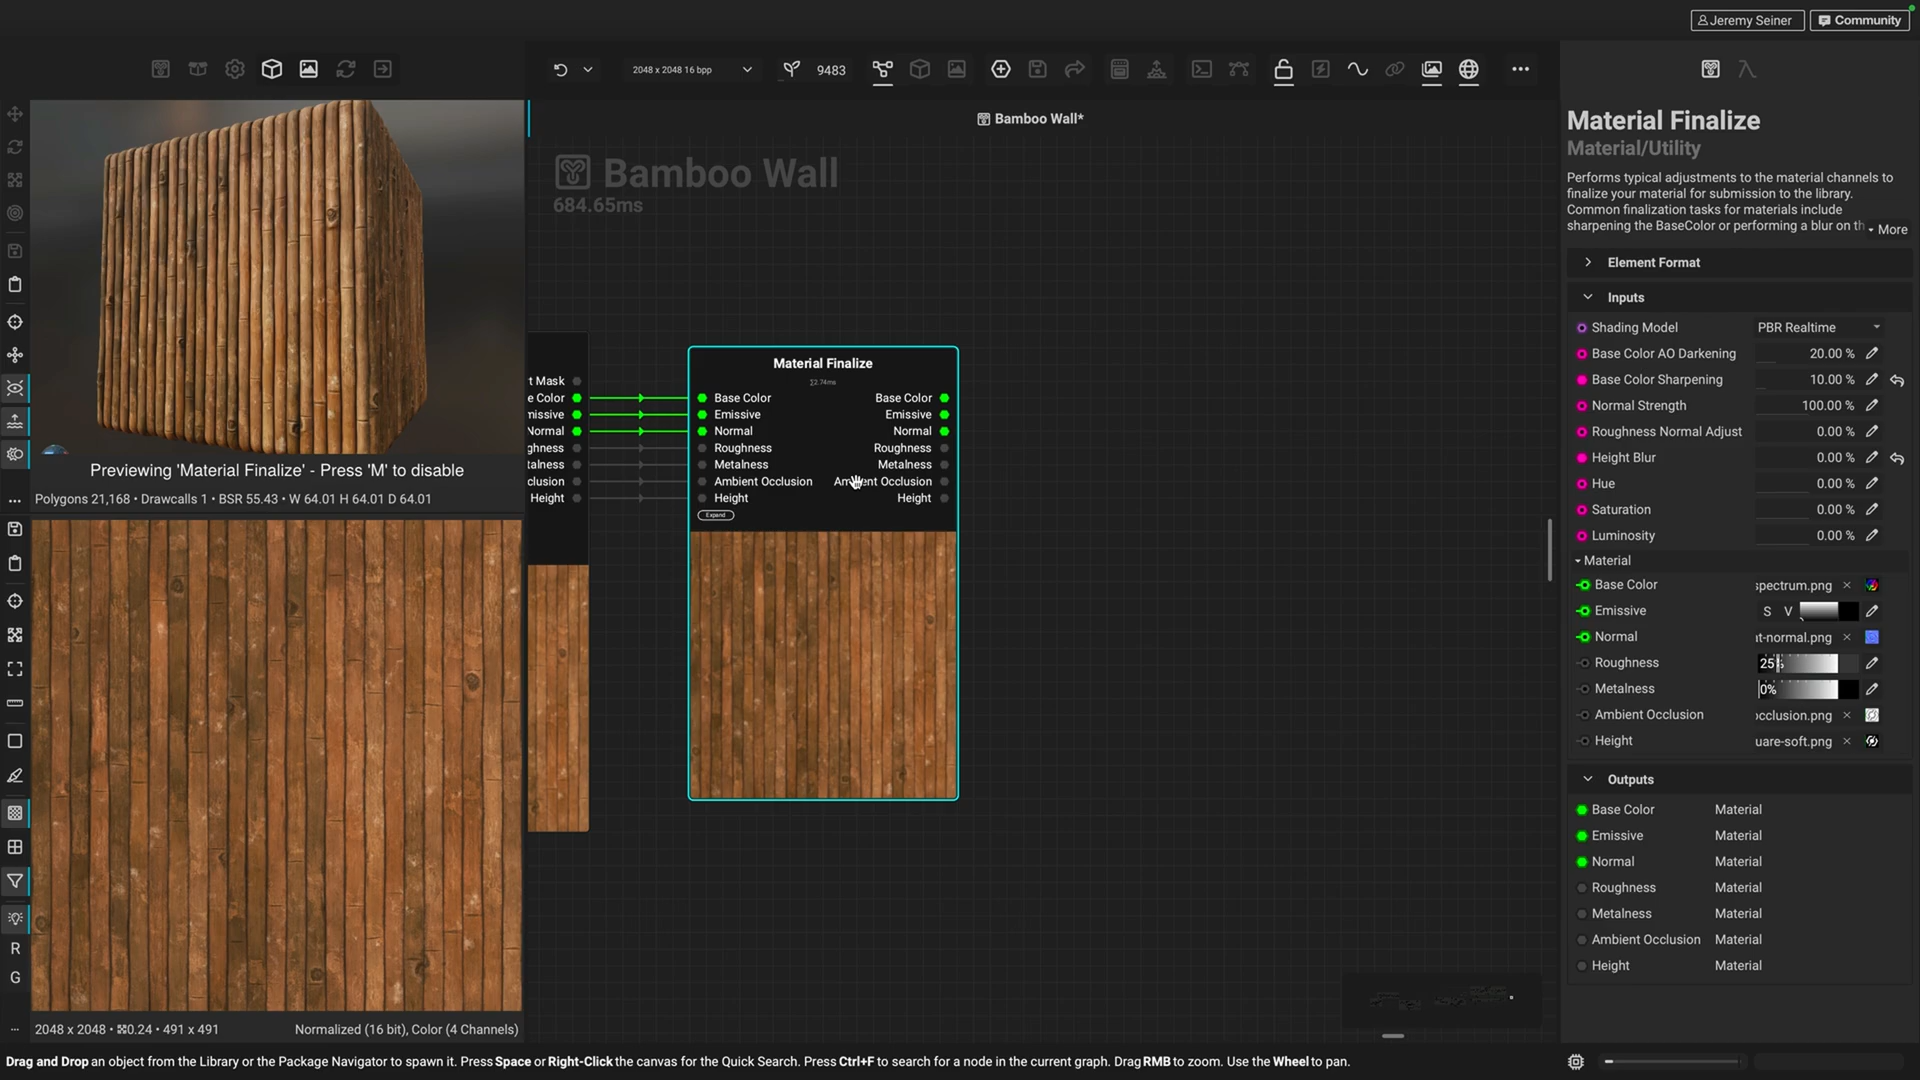 Jeremy Seiner
Community
2048 x 2048 16 bpp
9483
Bamboo Wall*
Bamboo Wall
684.65ms
Previewing 'Material Finalize' - Press 'M' to disable
Polygons 21,168 • Drawcalls 1 • BSR 55.43 • W 64.01 H 64.01 D 64.01
R
G
2048 x 2048 • 0.24 • 491 x 491
Normalized (16 bit), Color (4 Channels)
t Mask
e Color
nissive
Normal
ghness
talness
clusion
Height
Material Finalize
2.74ms
Base Color Base Color
Emissive Emissive
Normal Normal
Roughness Roughness
Metalness Metalness
Ambient Occlusion Ambient Occlusion
Height Height
Expand
Material Finalize
Material/Utility
Performs typical adjustments to the material channels to
finalize your material for submission to the library.
Common finalization tasks for materials include
sharpening the BaseColor or performing a blur on th
More
Element Format
Inputs
Shading Model PBR Realtime
Base Color AO Darkening 20.00 %
Base Color Sharpening 10.00 %
Normal Strength 100.00 %
Roughness Normal Adjust 0.00 %
Height Blur 0.00 %
Hue 0.00 %
Saturation 0.00 %
Luminosity 0.00 %
Material
Base Color spectrum.png
Emissive S V
Normal nt-normal.png
Roughness 25%
Metalness 0%
Ambient Occlusion occlusion.png
Height uare-soft.png
Outputs
Base Color Material
Emissive Material
Normal Material
Roughness Material
Metalness Material
Ambient Occlusion Material
Height Material
Drag and Drop an object from the Library or the Package Navigator to spawn it. Press Space or Right-Click the canvas for the Quick Search. Press Ctrl+F to search for a node in the current graph. Drag RMB to zoom. Use the Wheel to pan.